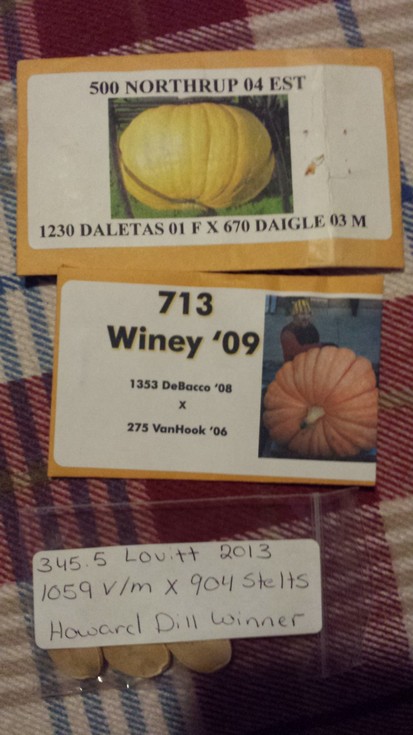 500 NORTHRUP 04 EST
1230 DALETAS 01 F X 670 DAIGLE 03 M
713
Winey ‘09
1353 DeBacco ‘08
X
275 VanHook ‘06
345.5 Lovitt 2013
1059 V/m X 904 Stelts
Howard Dill Winner